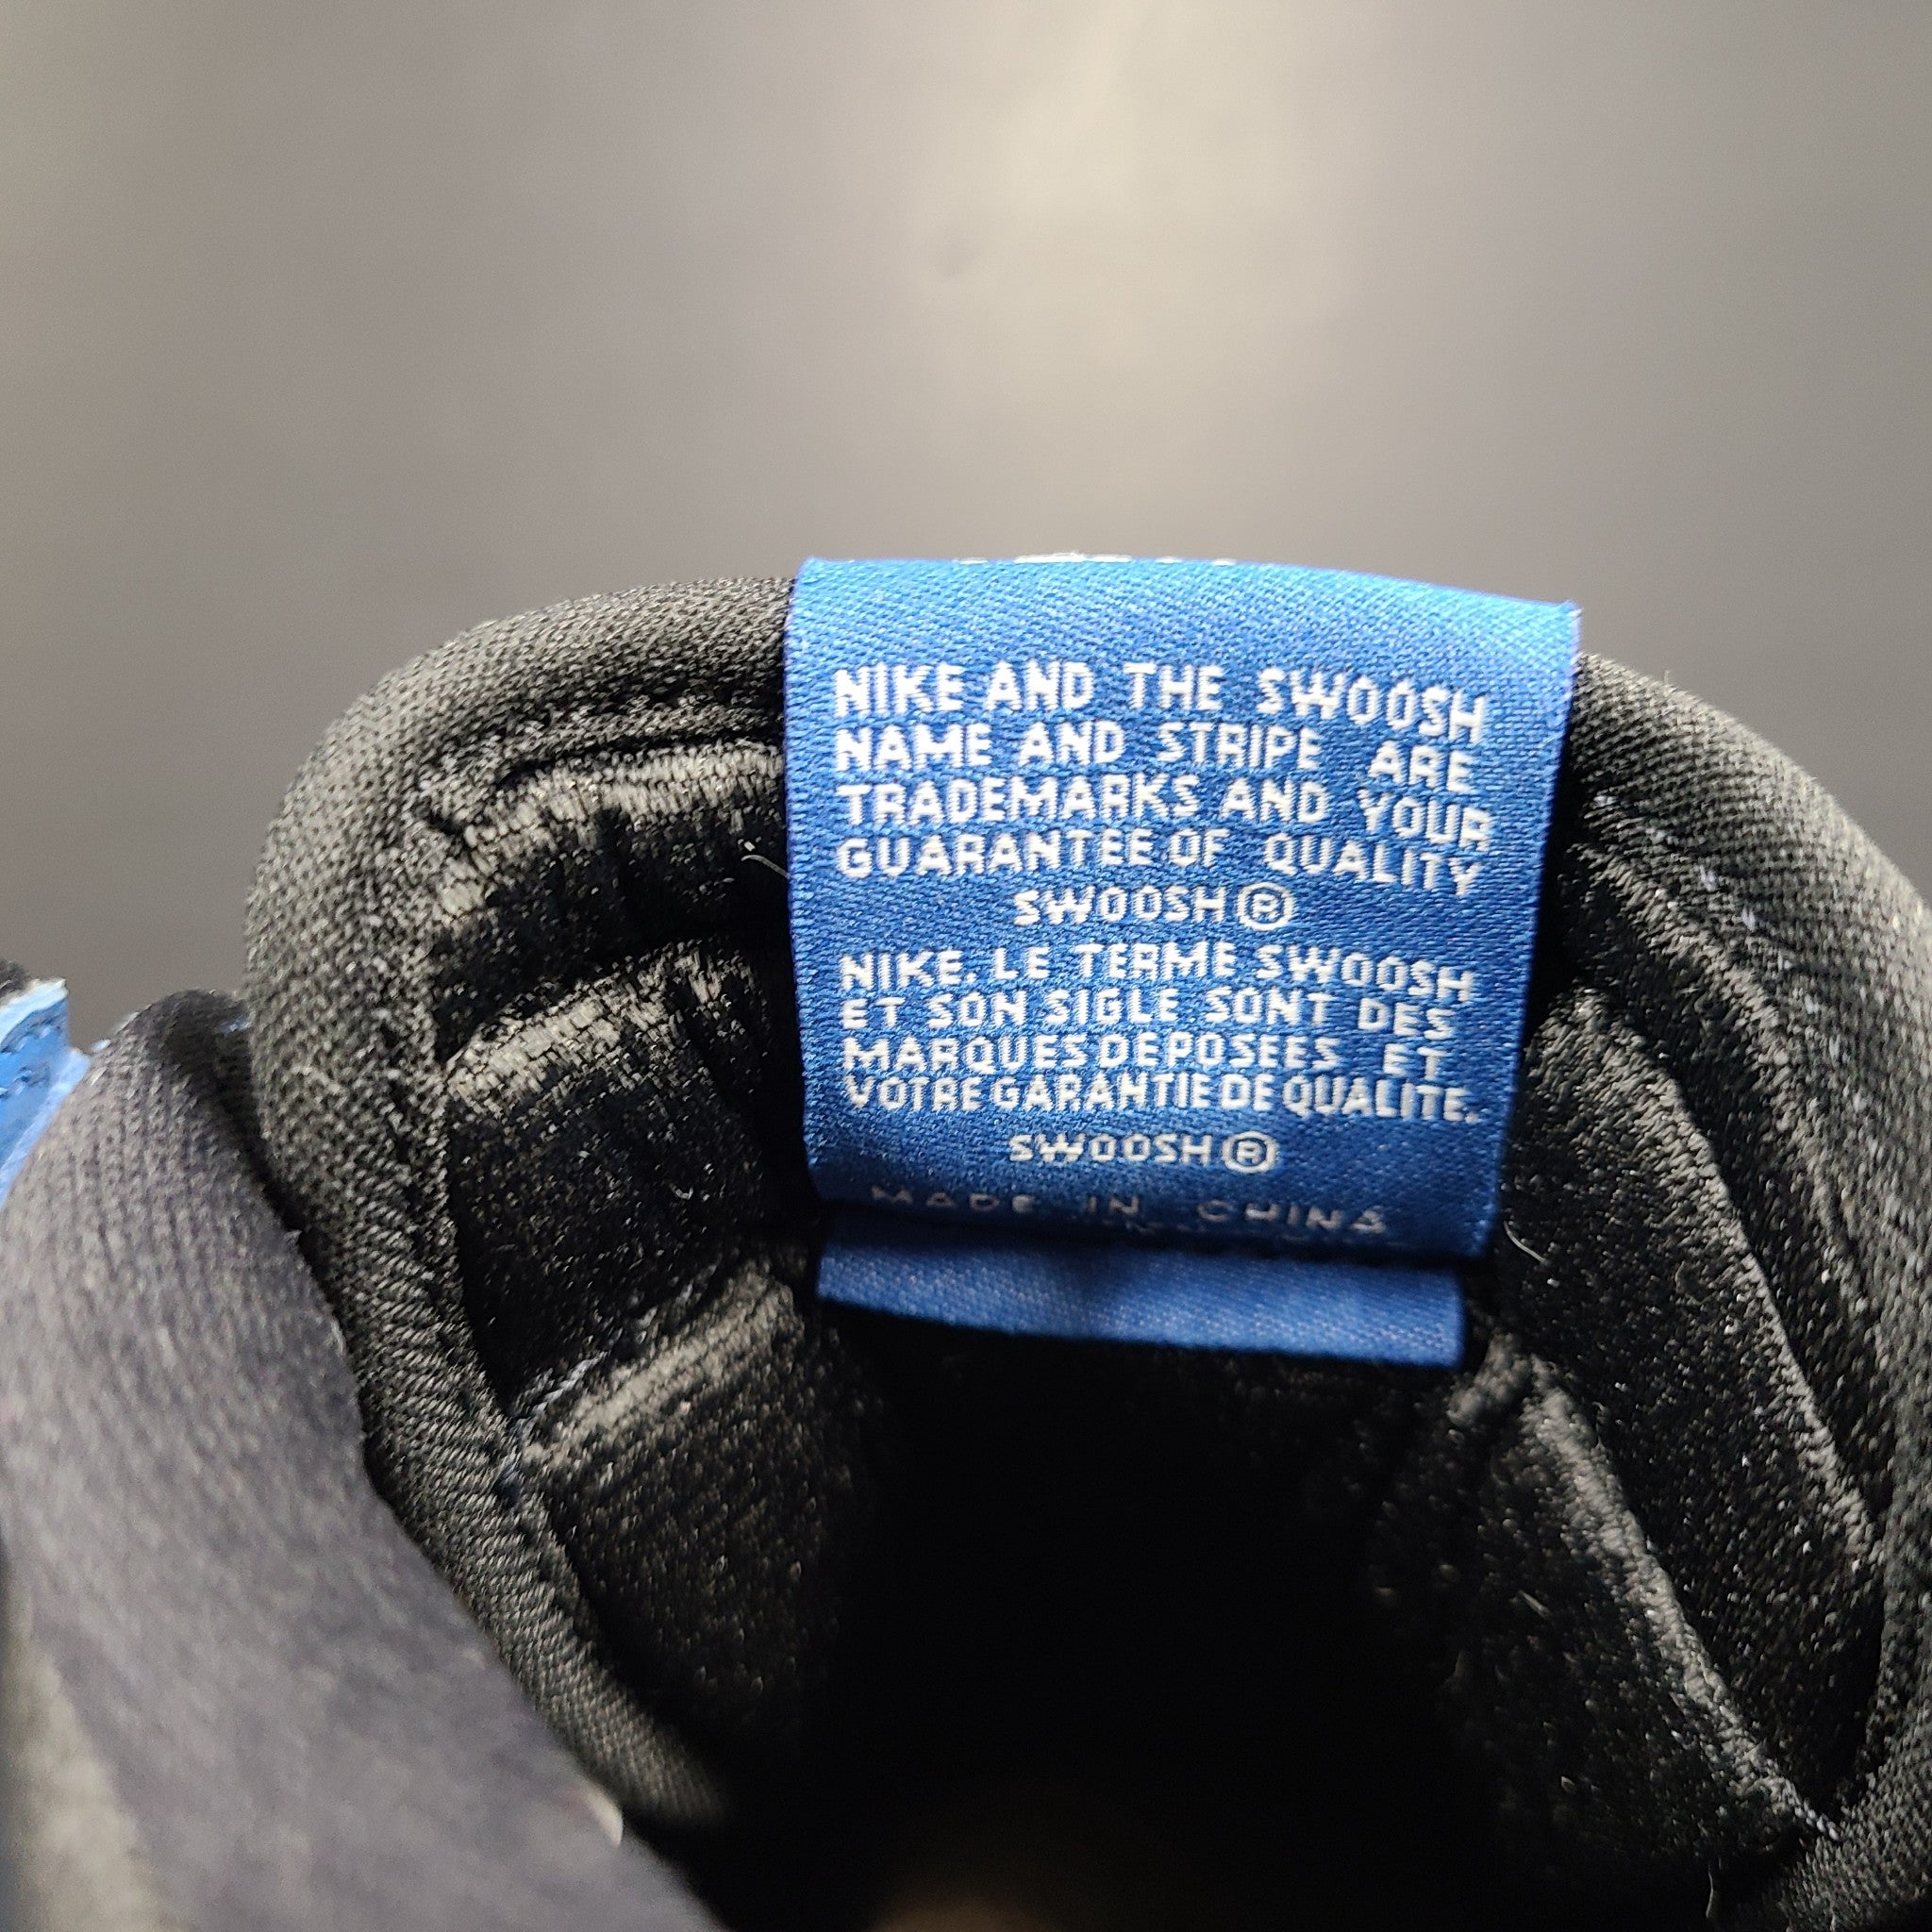 NIKE AND THE SWOOSH
NAME AND STRIPE ARE
TRADEMARKS AND YOUR
GUARANTEE OF QUALITY
SWOOSH®
NIKE. LE TERME SWOOSH
ET SON SIGLE SONT DES
MARQUES DEPOSEES ET
VOTRE GARANTIE DE QUALITE.
SWOOSH®
MADE IN CHINA